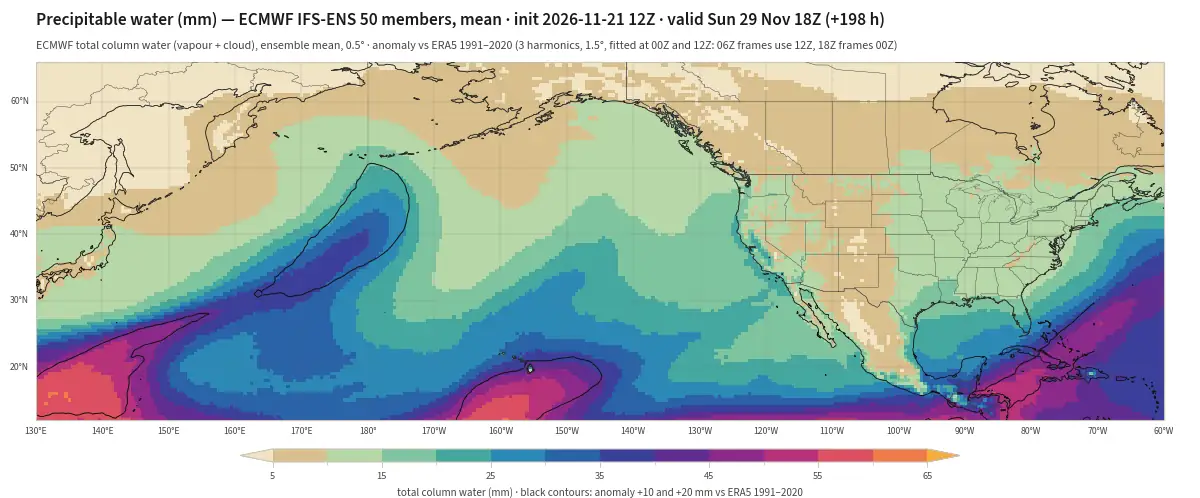 Precipitable water (mm) — ECMWF IFS-ENS 50 members, mean · init 2026-11-21 12Z · valid Sun 29 Nov 18Z (+198 h)
ECMWF total column water (vapour + cloud), ensemble mean, 0.5° · anomaly vs ERA5 1991–2020 (3 harmonics, 1.5°, fitted at 00Z and 12Z: 06Z frames use 12Z, 18Z frames 00Z)
60°N
50°N
40°N
30°N
20°N
130°E 140°E 150°E 160°E 170°E 180° 170°W 160°W 150°W 140°W 130°W 120°W 110°W 100°W 90°W 80°W 70°W 60°W
5 15 25 35 45 55 65
total column water (mm) · black contours: anomaly +10 and +20 mm vs ERA5 1991–2020